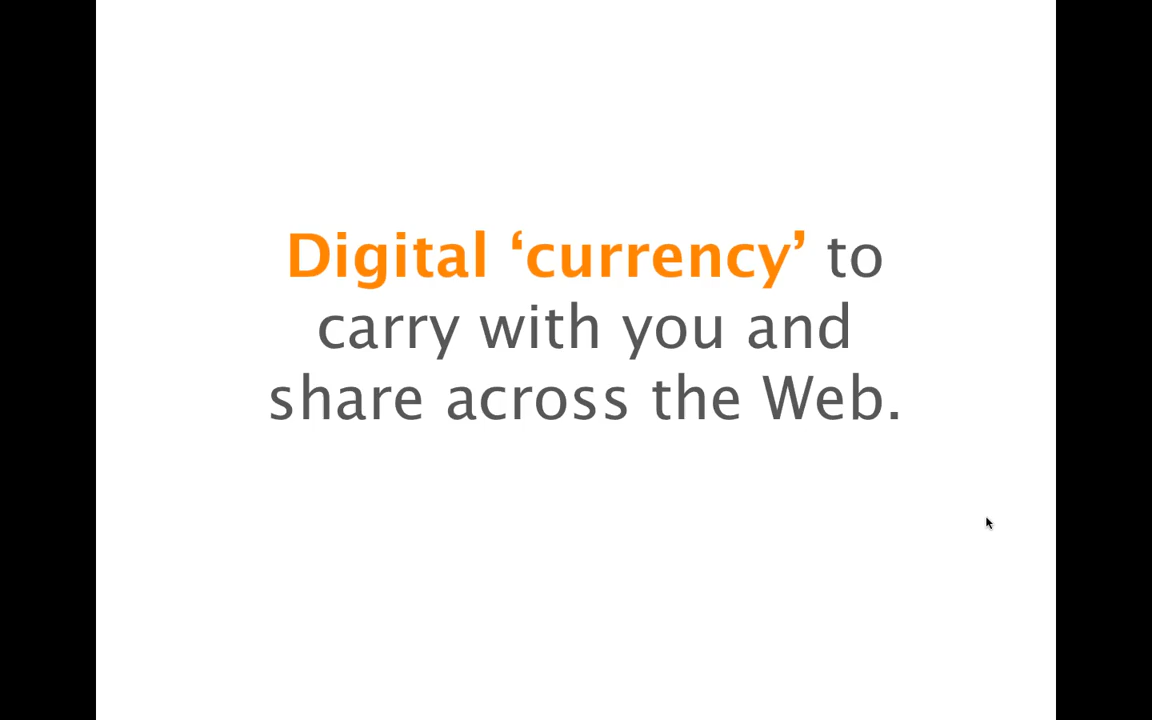 Digital ‘currency’ to
carry with you and
share across the Web.